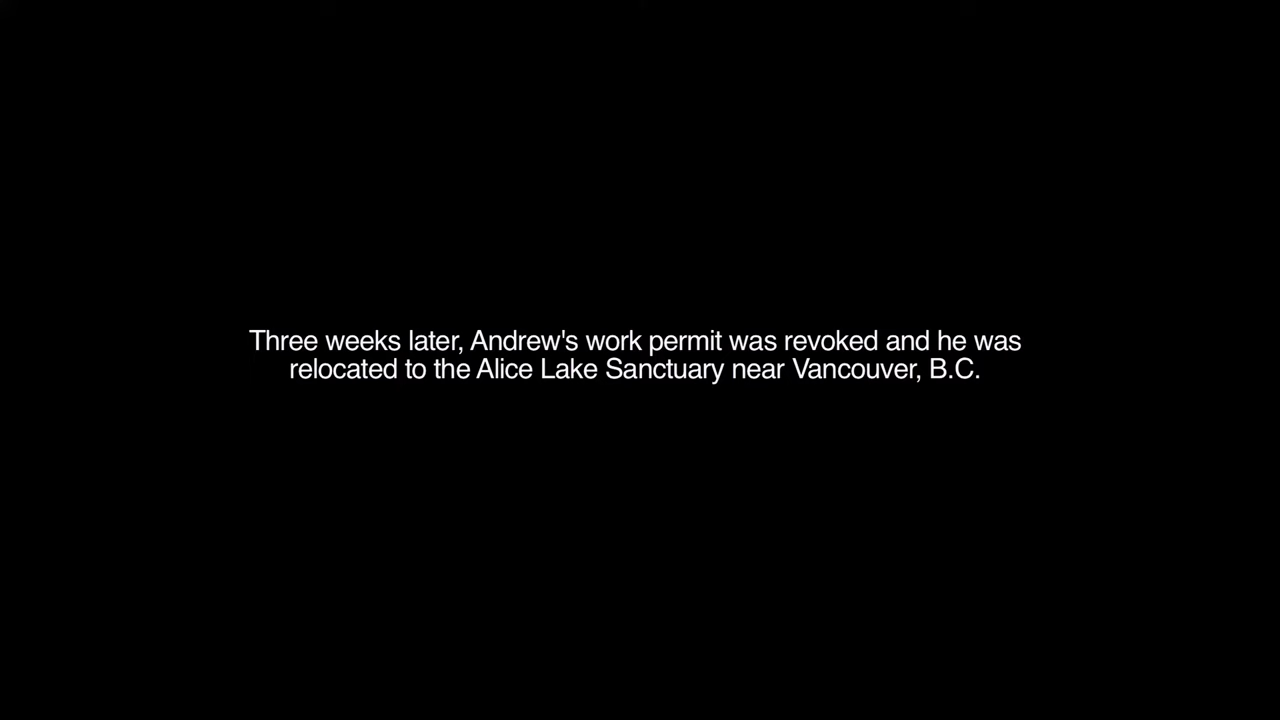 Three weeks later, Andrew's work permit was revoked and he was
relocated to the Alice Lake Sanctuary near Vancouver, B.C.